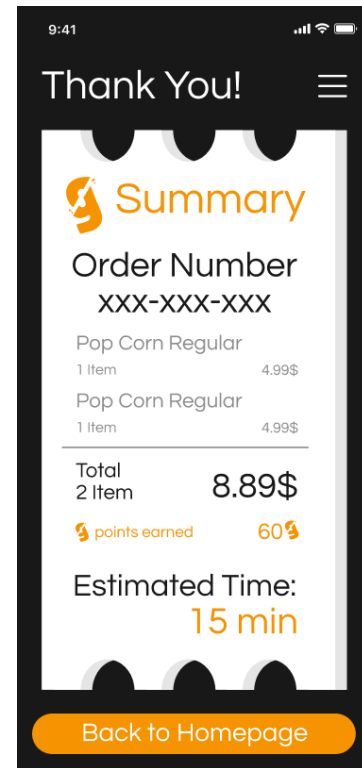 9:41
Thank You!
Summary
Order Number
xxx-xxx-xxx
Pop Corn Regular
1 Item 4.99$
Pop Corn Regular
1 Item 4.99$
Total
2 Item 8.89$
points earned 60
Estimated Time:
15 min
Back to Homepage